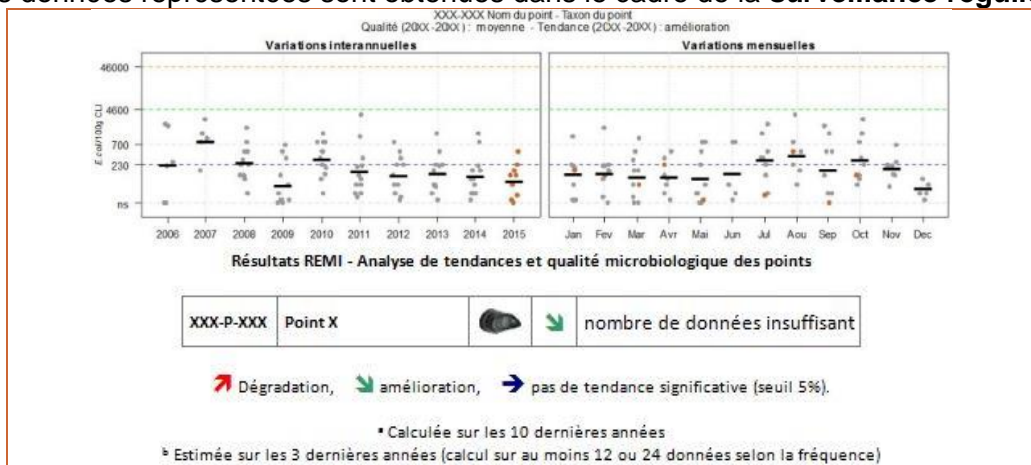 données représentées sont obtenues dans le cadre de la
XXX-XXX Nom du point - Taxon du point
Qualité (20XX -20XX) : moyenne - Tendance (20XX -20XX) : amélioration
Variations interannuelles
Variations mensuelles
46000
4600
700
230
ns
E.coli/100g CLI
2006 2007 2008 2009 2010 2011 2012 2013 2014 2015
Jan Fev Mar Avr Mai Jun Jul Aou Sep Oct Nov Dec
Résultats REMI - Analyse de tendances et qualité microbiologique des points
XXX-P-XXX Point X nombre de données insuffisant
Dégradation, amélioration, pas de tendance significative (seuil 5%).
ª Calculée sur les 10 dernières années
ᵇ Estimée sur les 3 dernières années (calcul sur au moins 12 ou 24 données selon la fréquence)